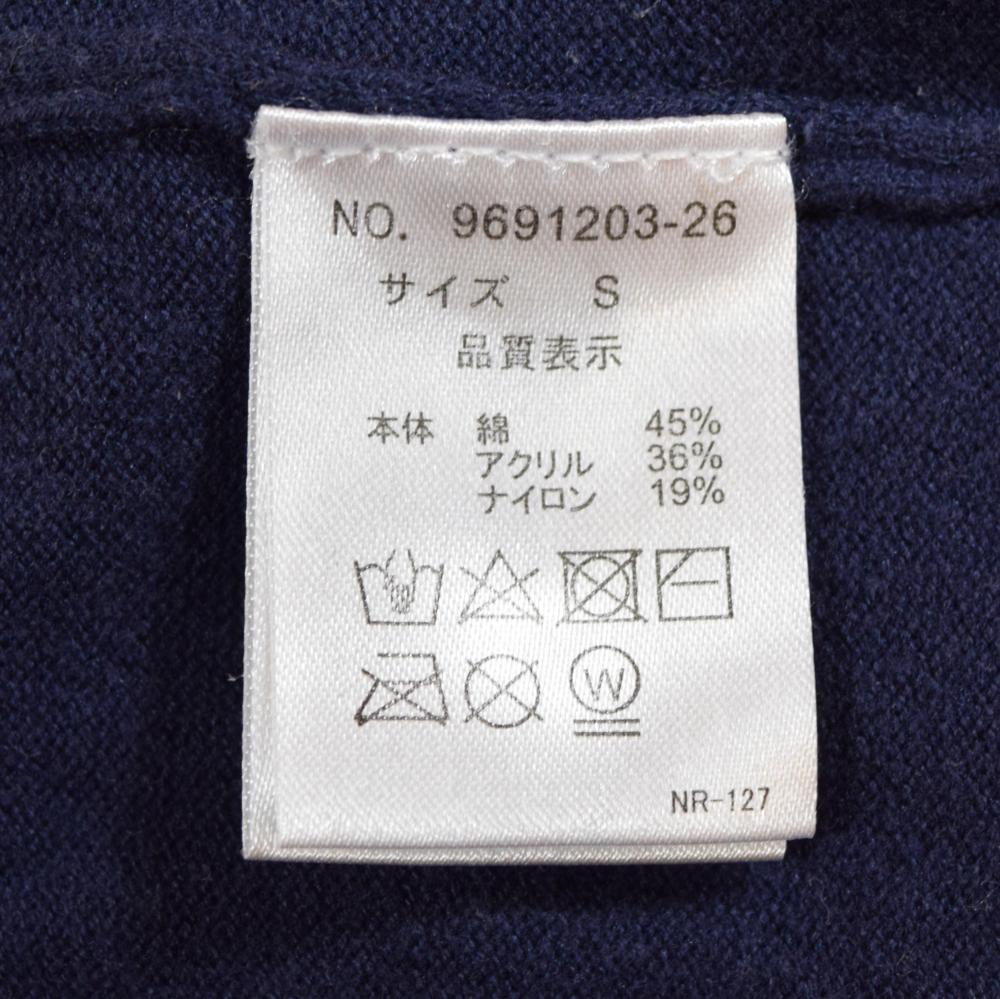 NO. 9691203-26
サイズ S
品質表示
本体 綿 45%
アクリル 36%
ナイロン 19%
W
NR-127